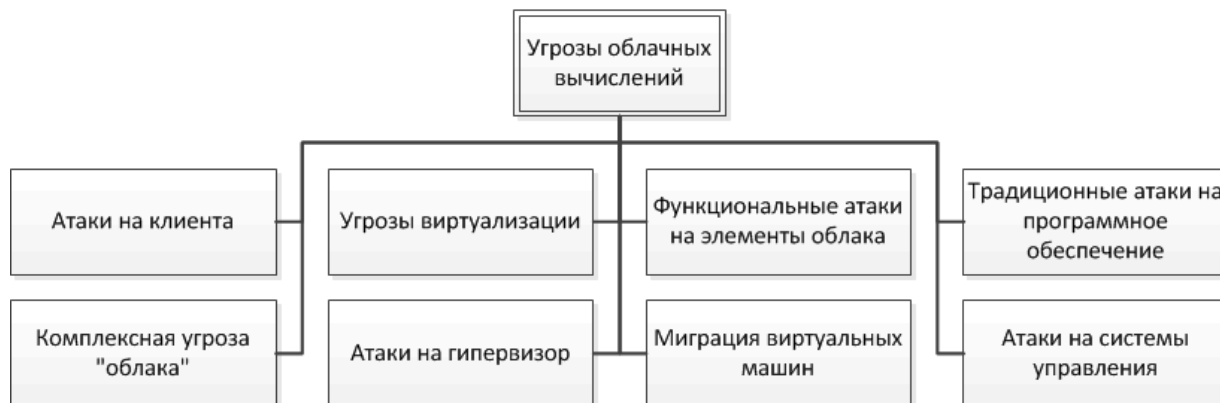 Угрозы облачных
вычислений
Атаки на клиента
Угрозы виртуализации
Функциональные атаки
на элементы облака
Традиционные атаки на
программное
обеспечение
Комплексная угроза
"облака"
Атаки на гипервизор
Миграция виртуальных
машин
Атаки на системы
управления